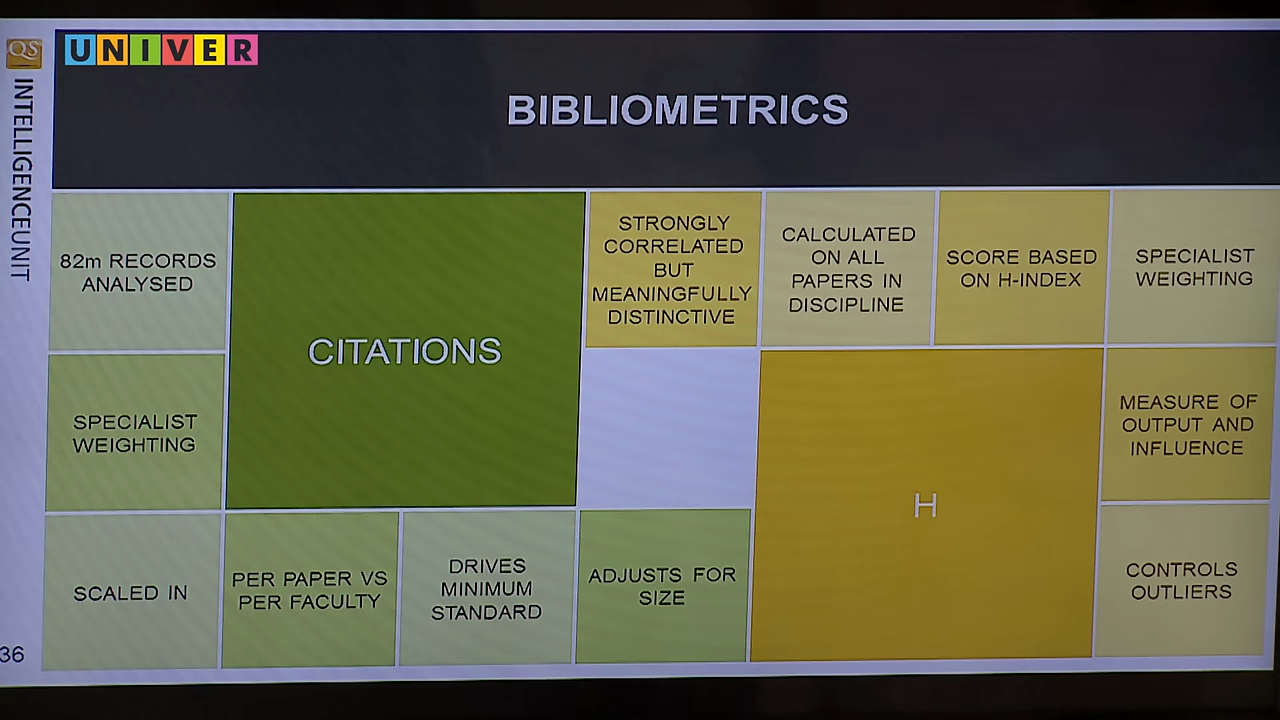 QS
INTELLIGENCEUNIT
UNIVER
BIBLIOMETRICS
82m RECORDS
ANALYSED
CITATIONS
STRONGLY
CORRELATED
BUT
MEANINGFULLY
DISTINCTIVE
CALCULATED
ON ALL
PAPERS IN
DISCIPLINE
SCORE BASED
ON H-INDEX
SPECIALIST
WEIGHTING
SPECIALIST
WEIGHTING
H
MEASURE OF
OUTPUT AND
INFLUENCE
SCALED IN
PER PAPER VS
PER FACULTY
DRIVES
MINIMUM
STANDARD
ADJUSTS FOR
SIZE
CONTROLS
OUTLIERS
36